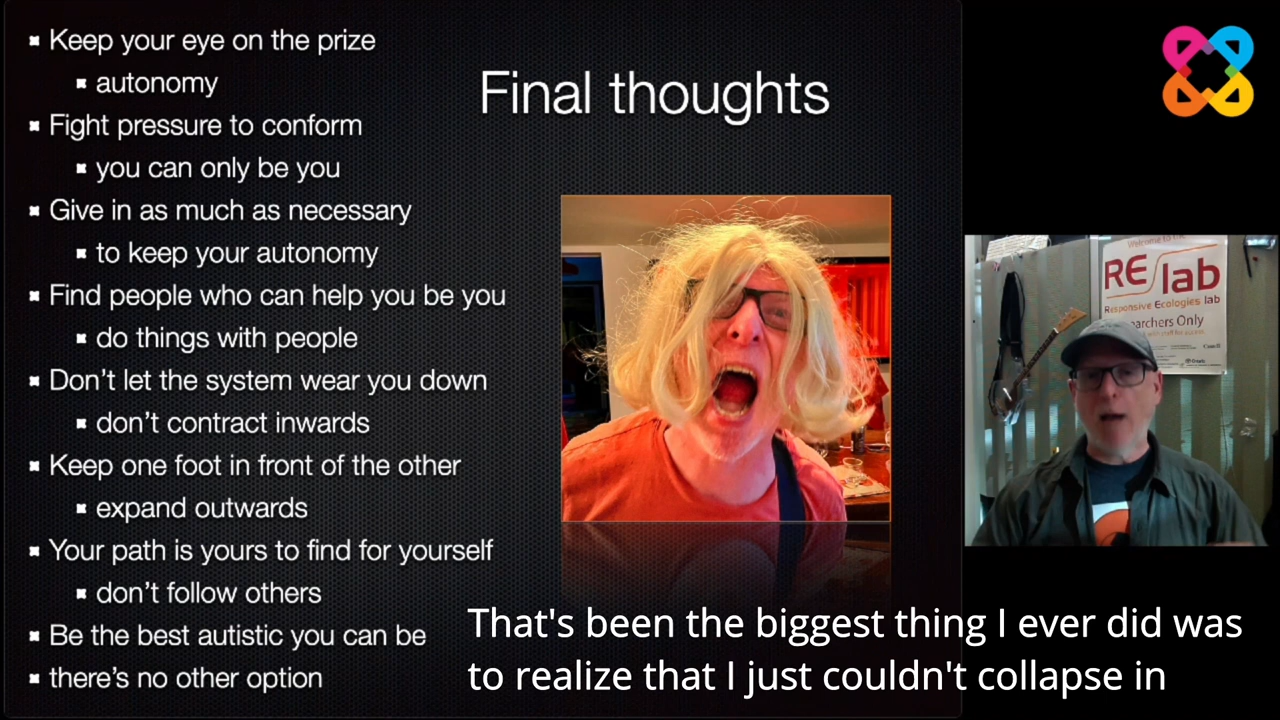 Keep your eye on the prize
autonomy
Fight pressure to conform
you can only be you
Give in as much as necessary
to keep your autonomy
Find people who can help you be you
do things with people
Don't let the system wear you down
don't contract inwards
Keep one foot in front of the other
expand outwards
Your path is yours to find for yourself
don't follow others
Be the best autistic you can be
there's no other option
Final thoughts
Welcome to the
RE/lab
Responsive Ecologies lab
archers Only
That's been the biggest thing I ever did was
to realize that I just couldn't collapse in